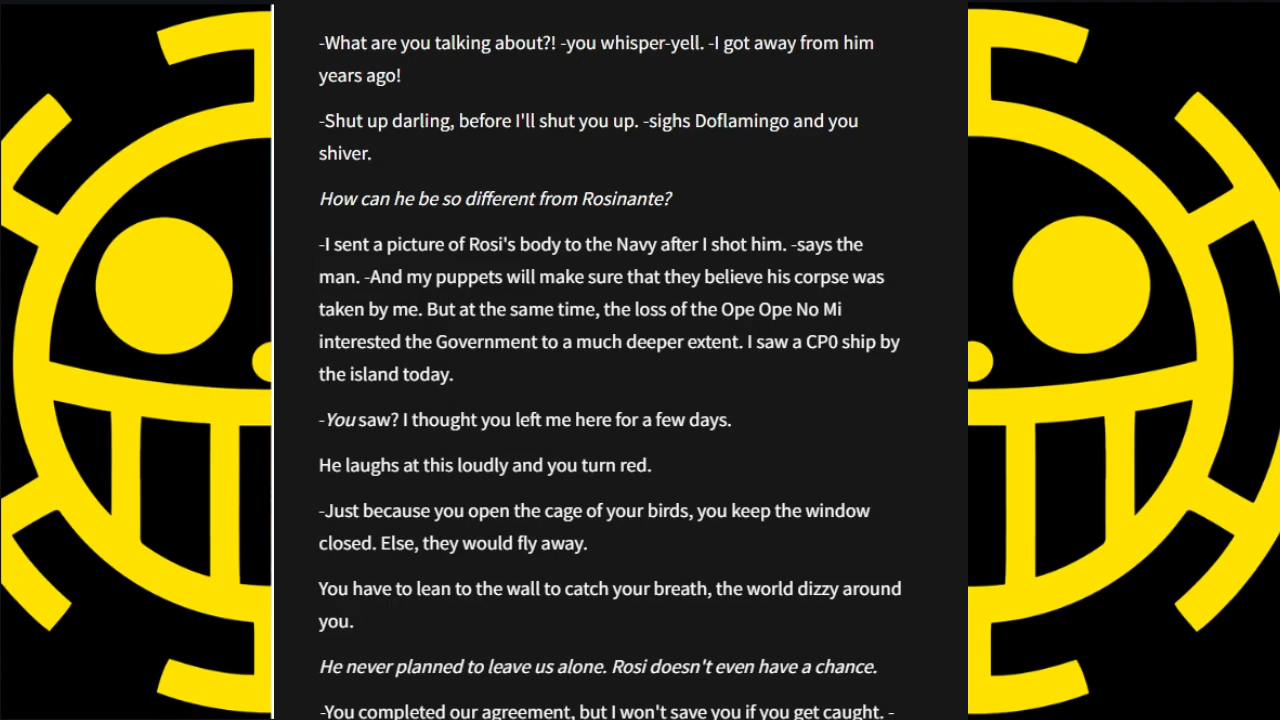 -What are you talking about?! -you whisper-yell. -I got away from him
years ago!
-Shut up darling, before I'll shut you up. -sighs Doflamingo and you
shiver.
How can he be so different from Rosinante?
-I sent a picture of Rosi's body to the Navy after I shot him. -says the
man. -And my puppets will make sure that they believe his corpse was
taken by me. But at the same time, the loss of the Ope Ope No Mi
interested the Government to a much deeper extent. I saw a CP0 ship by
the island today.
-You saw? I thought you left me here for a few days.
He laughs at this loudly and you turn red.
-Just because you open the cage of your birds, you keep the window
closed. Else, they would fly away.
You have to lean to the wall to catch your breath, the world dizzy around
you.
He never planned to leave us alone. Rosi doesn't even have a chance.
-You completed our agreement, but I won't save you if you get caught. -